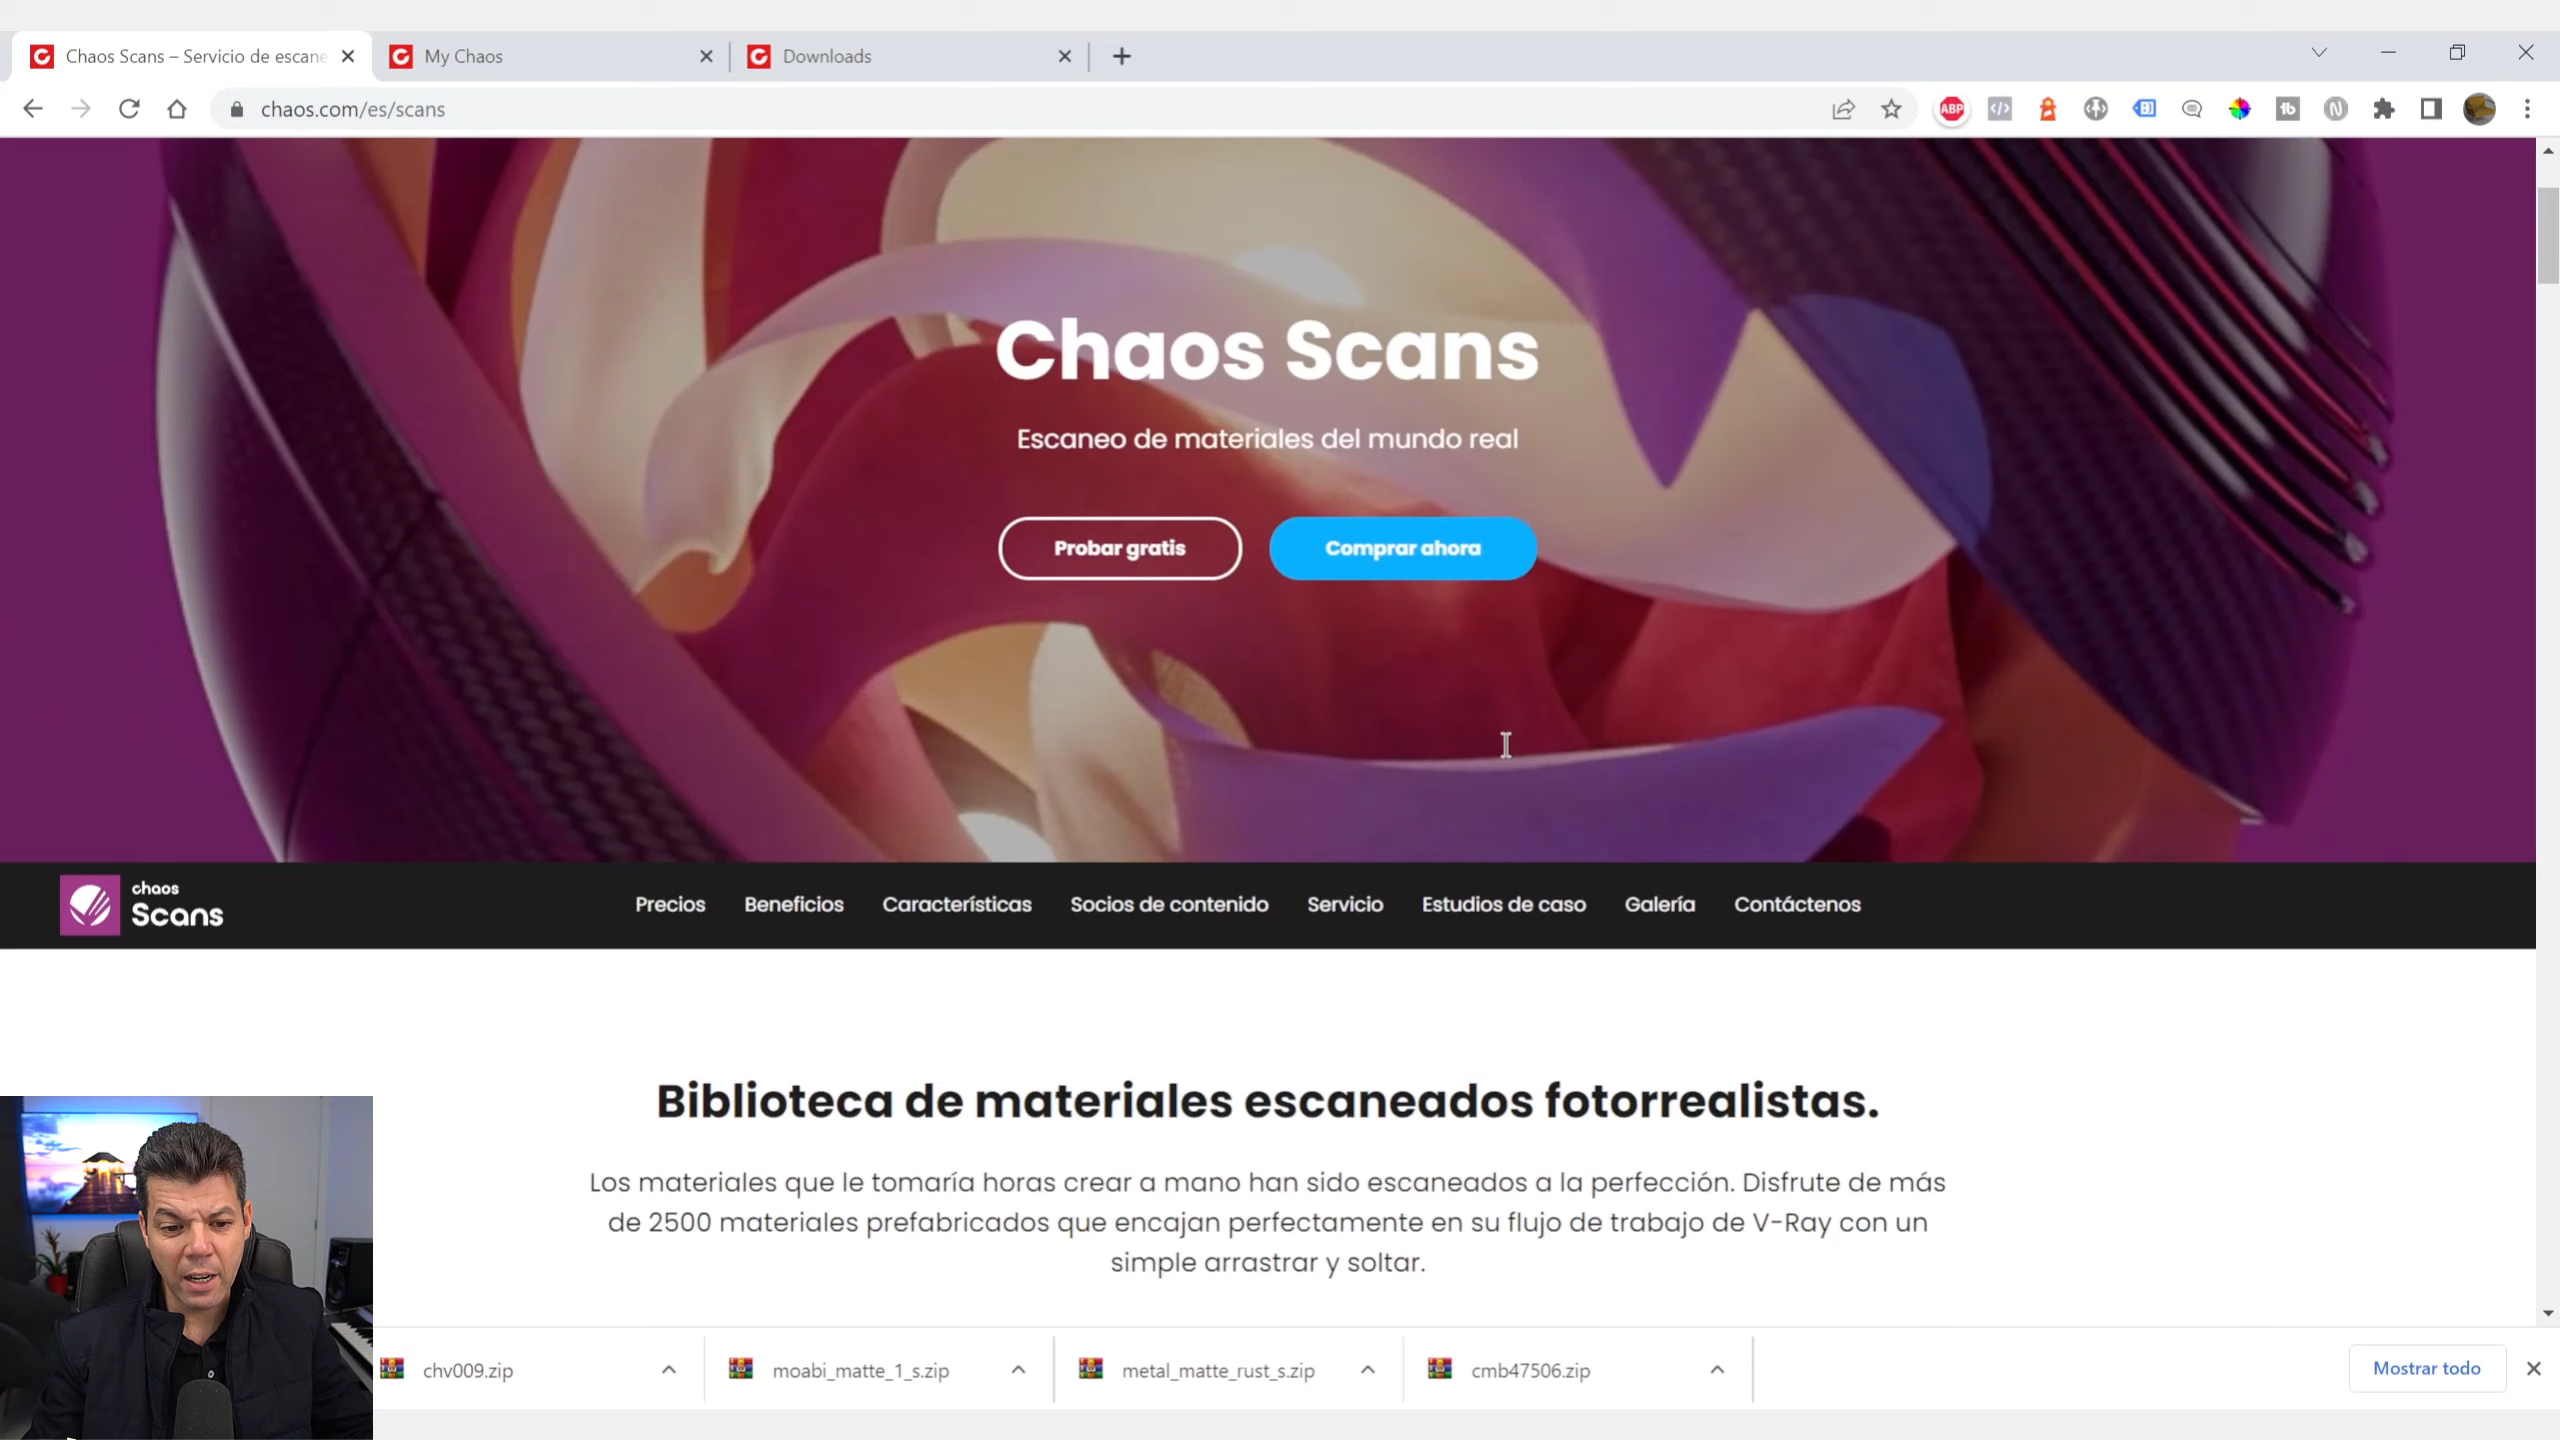 Chaos Scans – Servicio de escane
My Chaos
Downloads
chaos.com/es/scans
ABP
Chaos Scans
Escaneo de materiales del mundo real
Probar gratis
Comprar ahora
chaos
Scans
Precios
Beneficios
Características
Socios de contenido
Servicio
Estudios de caso
Galería
Contáctenos
Biblioteca de materiales escaneados fotorrealistas.
Los materiales que le tomaría horas crear a mano han sido escaneados a la perfección. Disfrute de más
de 2500 materiales prefabricados que encajan perfectamente en su flujo de trabajo de V-Ray con un
simple arrastrar y soltar.
chv009.zip
moabi_matte_1_s.zip
metal_matte_rust_s.zip
cmb47506.zip
Mostrar todo